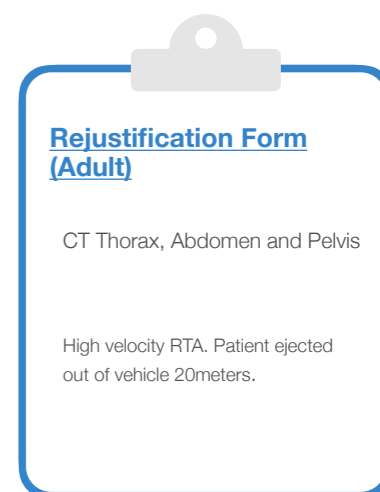 Rejustification Form
(Adult)
CT Thorax, Abdomen and Pelvis
High velocity RTA. Patient ejected
out of vehicle 20meters.